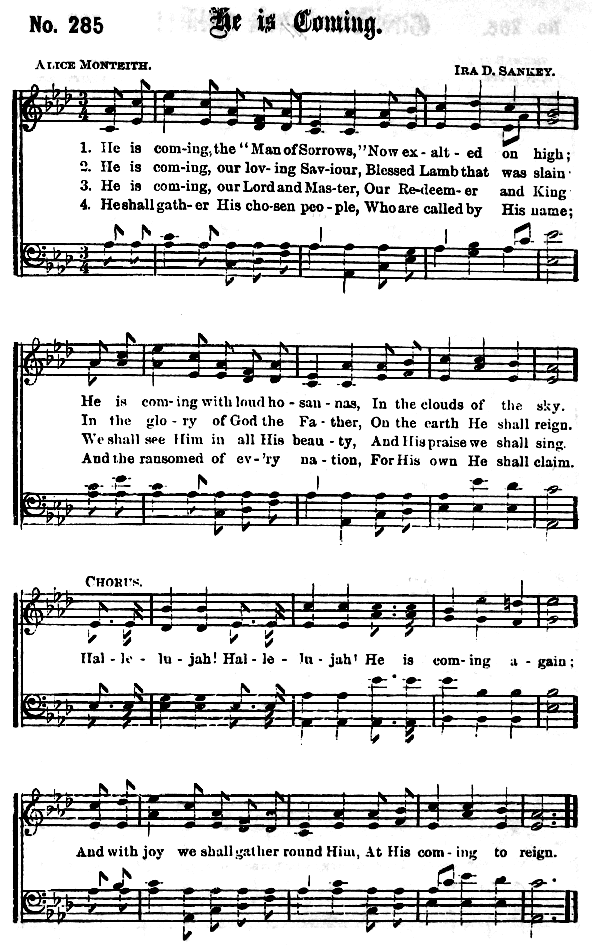 No. 285
He is Coming.
ALICE MONTEITH.
IRA D. SANKEY.
1. He is com-ing, the "Man of Sorrows," Now ex - alt - ed on high;
2. He is com-ing, our lov-ing Sav-iour, Blessed Lamb that was slain
3. He is com-ing, our Lord and Mas-ter, Our Re-deem-er and King
4. He shall gath-er His cho-sen peo-ple, Who are called by His name;
He is com-ing with loud ho - san - nas, In the clouds of the sky.
In the glo - ry of God the Fa - ther, On the earth He shall reign.
We shall see Him in all His beau - ty, And His praise we shall sing.
And the ransomed of ev-'ry na - tion, For His own He shall claim.
CHORUS.
Hal - le - lu - jah! Hal - le - lu - jah! He is com - ing a - gain;
And with joy we shall gather round Him, At His com - ing to reign.